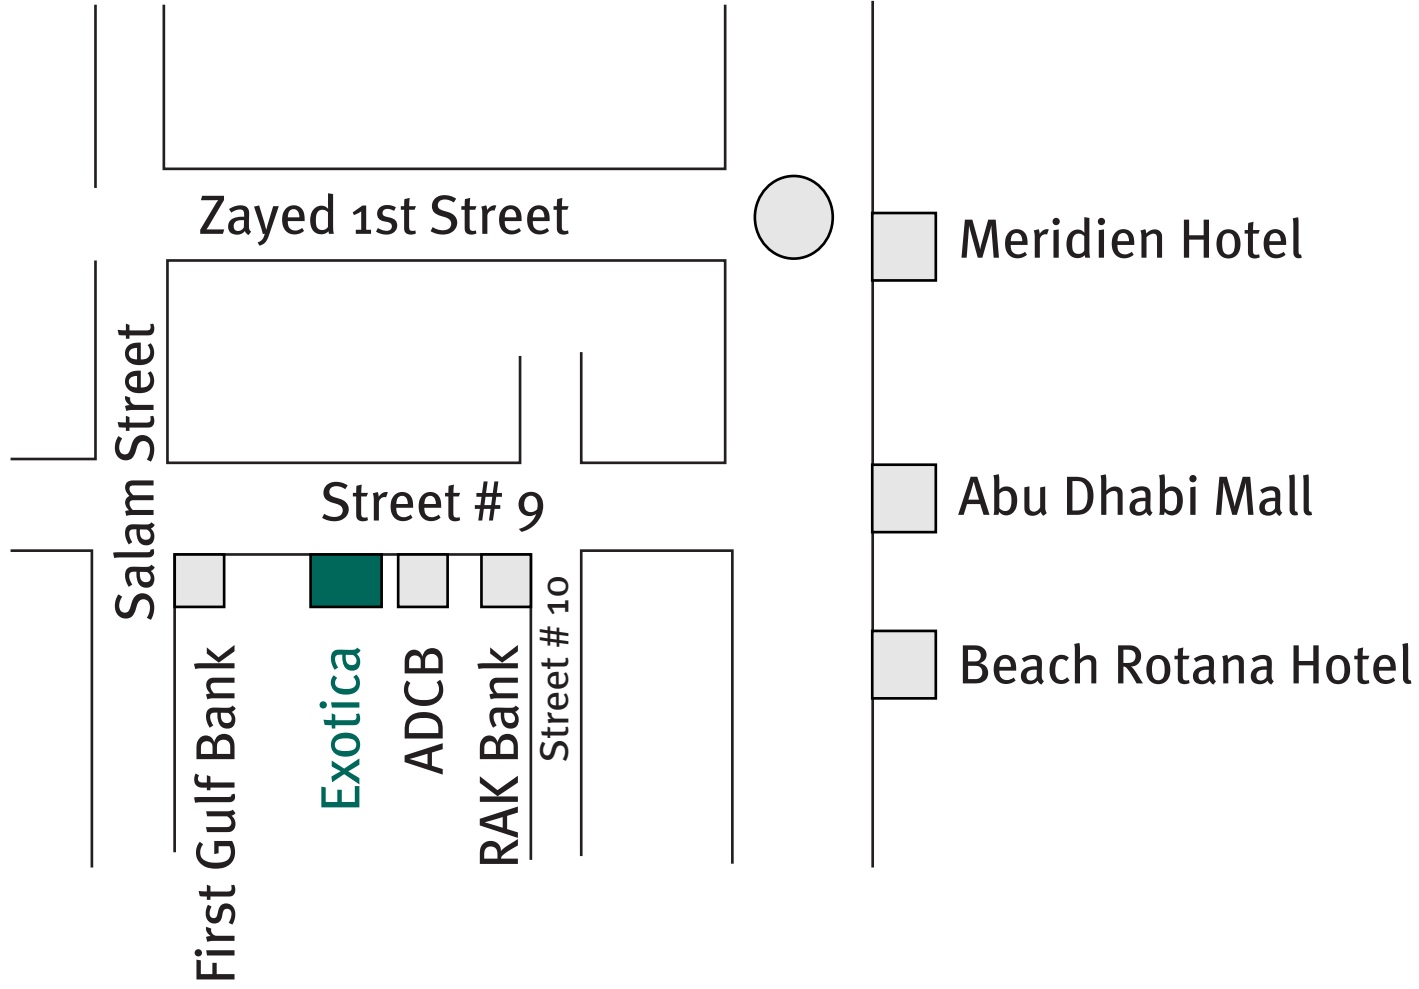 Zayed 1st Street
Meridien Hotel
Salam Street
Street # 9
Abu Dhabi Mall
First Gulf Bank
Exotica
ADCB
RAK Bank
Street # 10
Beach Rotana Hotel